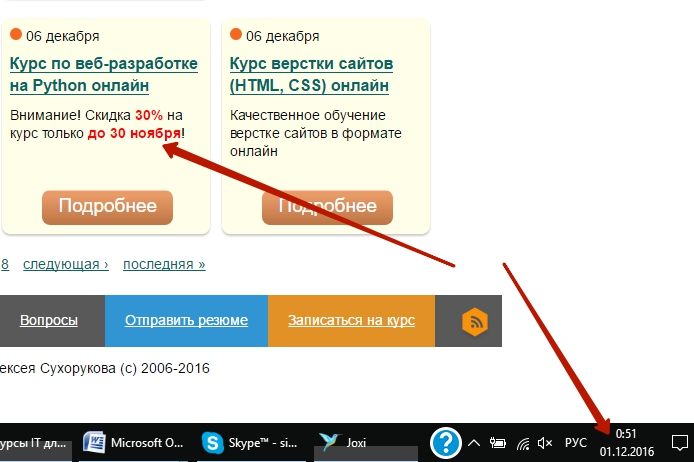 06 декабря
Курс по веб-разработке
на Python онлайн
Внимание! Скидка 30% на
курс только до 30 ноября!
Подробнее
06 декабря
Курс верстки сайтов
(HTML, CSS) онлайн
Качественное обучение
верстке сайтов в формате
онлайн
Подробнее
8 следующая › последняя »
Вопросы Отправить резюме Записаться на курс
ексея Сухорукова (с) 2006-2016
урсы IT дл... Microsoft O... Skype™ - si... Joxi ? РУС 0:51
01.12.2016